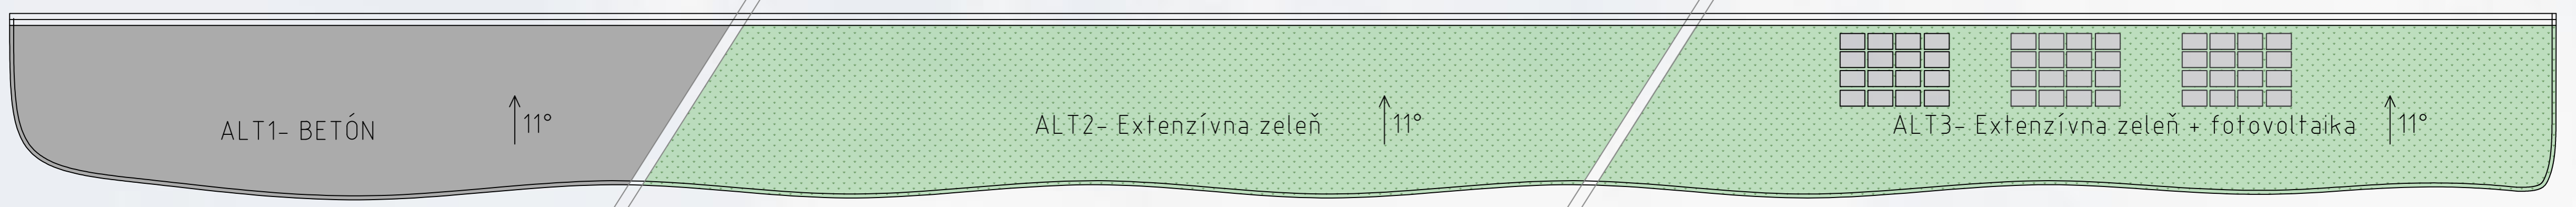 ALT1- BETÓN
11°
ALT2- Extenzívna zeleň
11°
ALT3- Extenzívna zeleň + fotovoltaika
11°